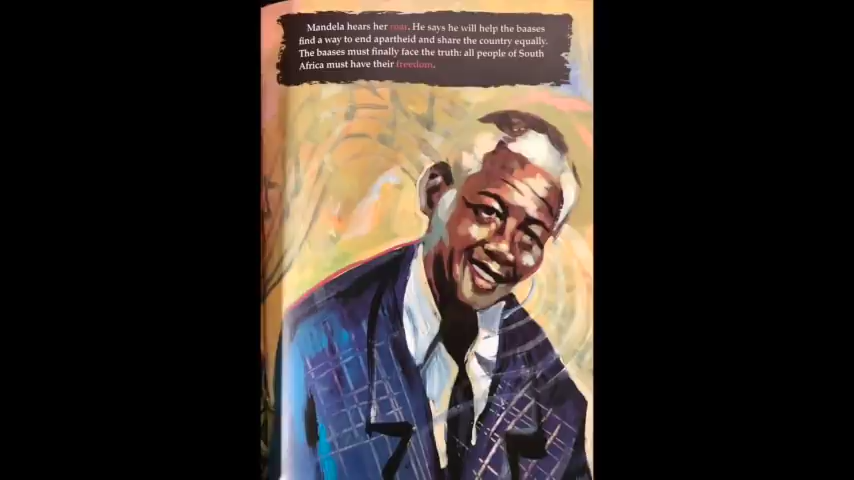 Mandela hears her roar. He says he will help the baases
find a way to end apartheid and share the country equally.
The baases must finally face the truth: all people of South
Africa must have their freedom.